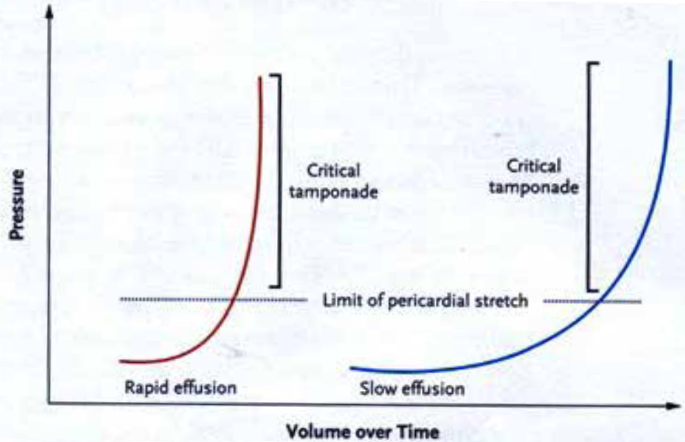 Pressure
Critical
tamponade
Critical
tamponade
Limit of pericardial stretch
Rapid effusion
Slow effusion
Volume over Time